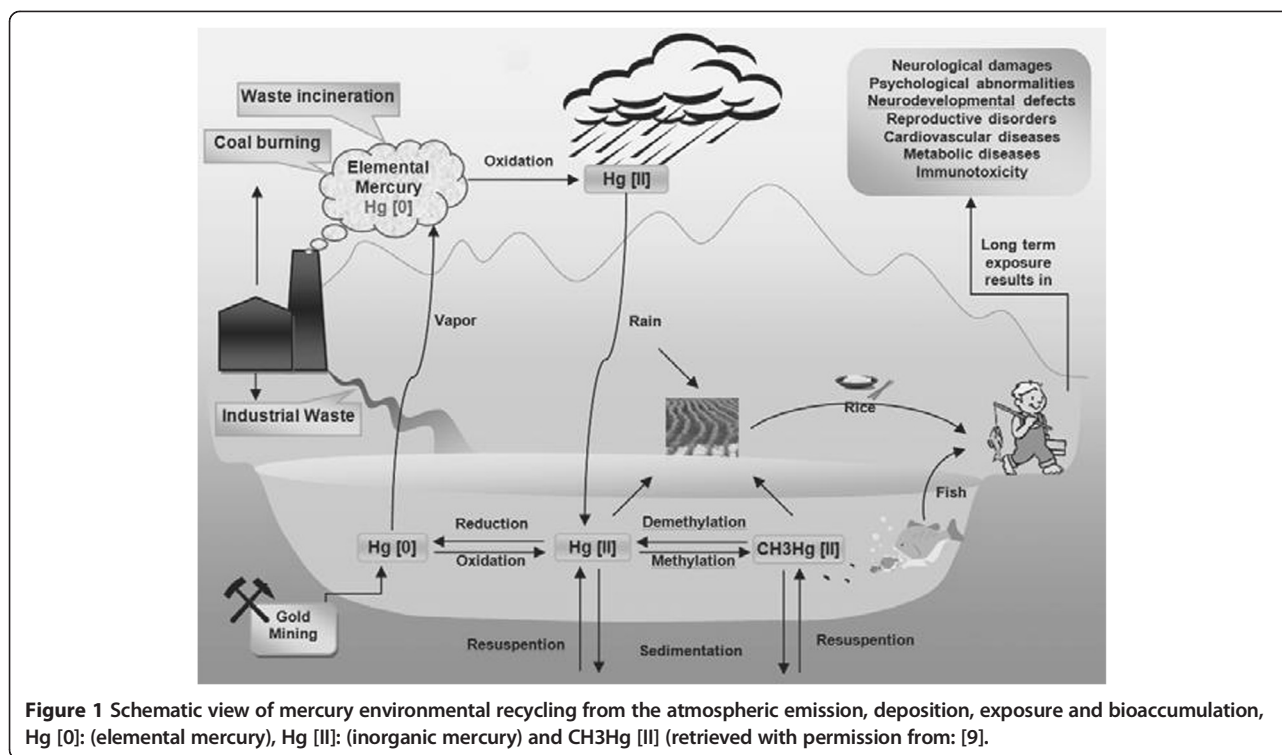 Waste incineration
Coal burning
Elemental
Mercury
Hg [0]
Oxidation
Hg [II]
Neurological damages
Psychological abnormalities
Neurodevelopmental defects
Reproductive disorders
Cardiovascular diseases
Metabolic diseases
Immunotoxicity
Long term
exposure
results in
Vapor
Rain
Industrial Waste
Rice
Fish
Reduction
Demethylation
Hg [0]
Hg [II]
CH3Hg [II]
Oxidation
Methylation
Gold
Mining
Resuspention
Sedimentation
Resuspention
Figure 1 Schematic view of mercury environmental recycling from the atmospheric emission, deposition, exposure and bioaccumulation,
Hg [0]: (elemental mercury), Hg [II]: (inorganic mercury) and CH3Hg [II] (retrieved with permission from: [9].